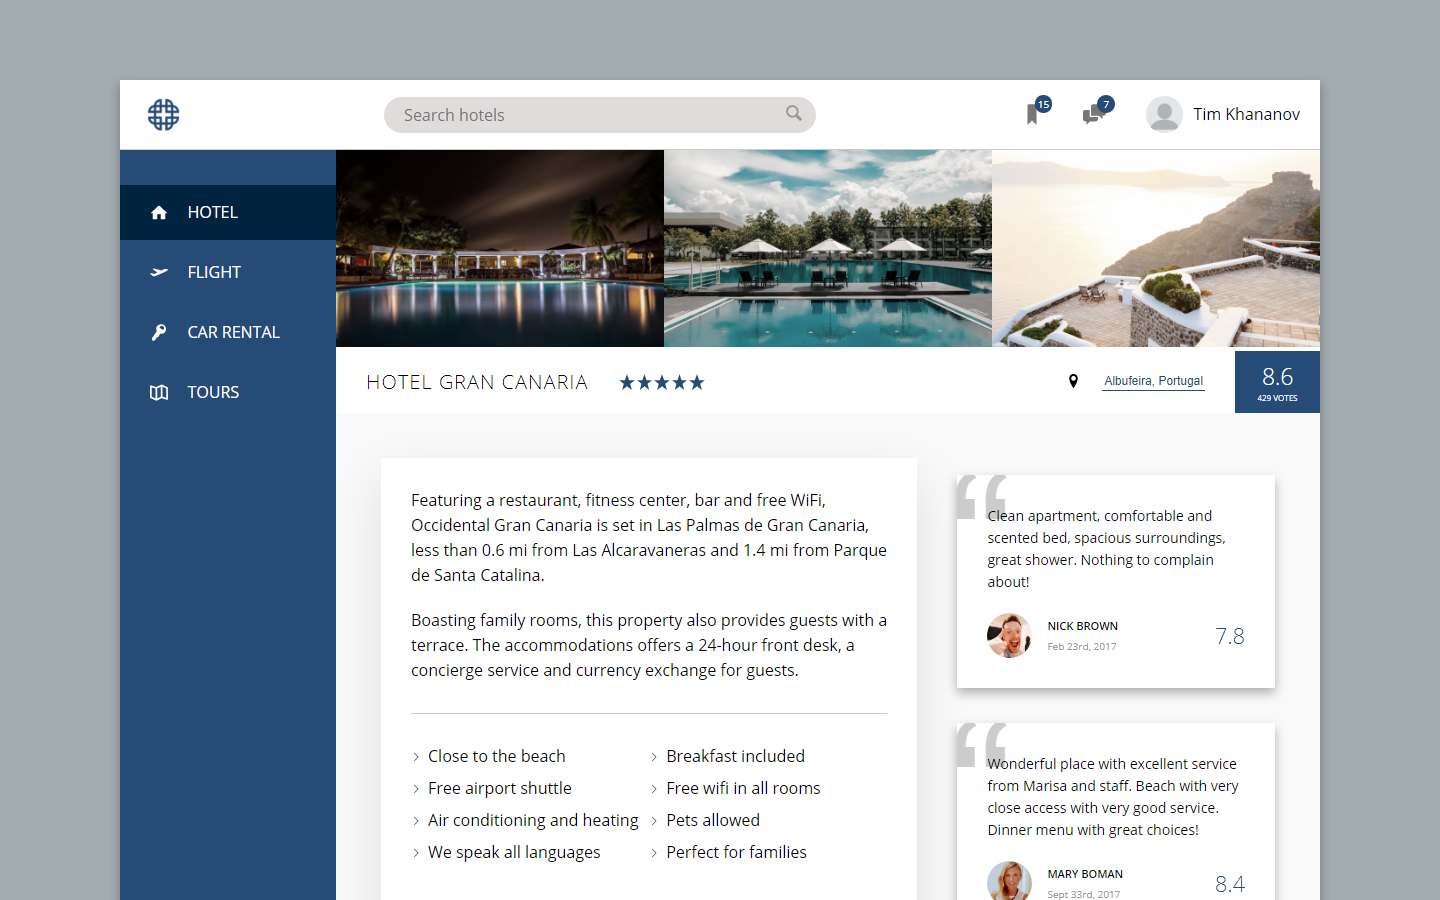 Search hotels
15
7
Tim Khananov
HOTEL
FLIGHT
CAR RENTAL
TOURS
HOTEL GRAN CANARIA
Albufeira, Portugal
8.6
429 VOTES
Featuring a restaurant, fitness center, bar and free WiFi,
Occidental Gran Canaria is set in Las Palmas de Gran Canaria,
less than 0.6 mi from Las Alcaravaneras and 1.4 mi from Parque
de Santa Catalina.
Boasting family rooms, this property also provides guests with a
terrace. The accommodations offers a 24-hour front desk, a
concierge service and currency exchange for guests.
Close to the beach
Free airport shuttle
Air conditioning and heating
We speak all languages
Breakfast included
Free wifi in all rooms
Pets allowed
Perfect for families
“
Clean apartment, comfortable and
scented bed, spacious surroundings,
great shower. Nothing to complain
about!
NICK BROWN
Feb 23rd, 2017
7.8
“
Wonderful place with excellent service
from Marisa and staff. Beach with very
close access with very good service.
Dinner menu with great choices!
MARY BOMAN
Sept 33rd, 2017
8.4